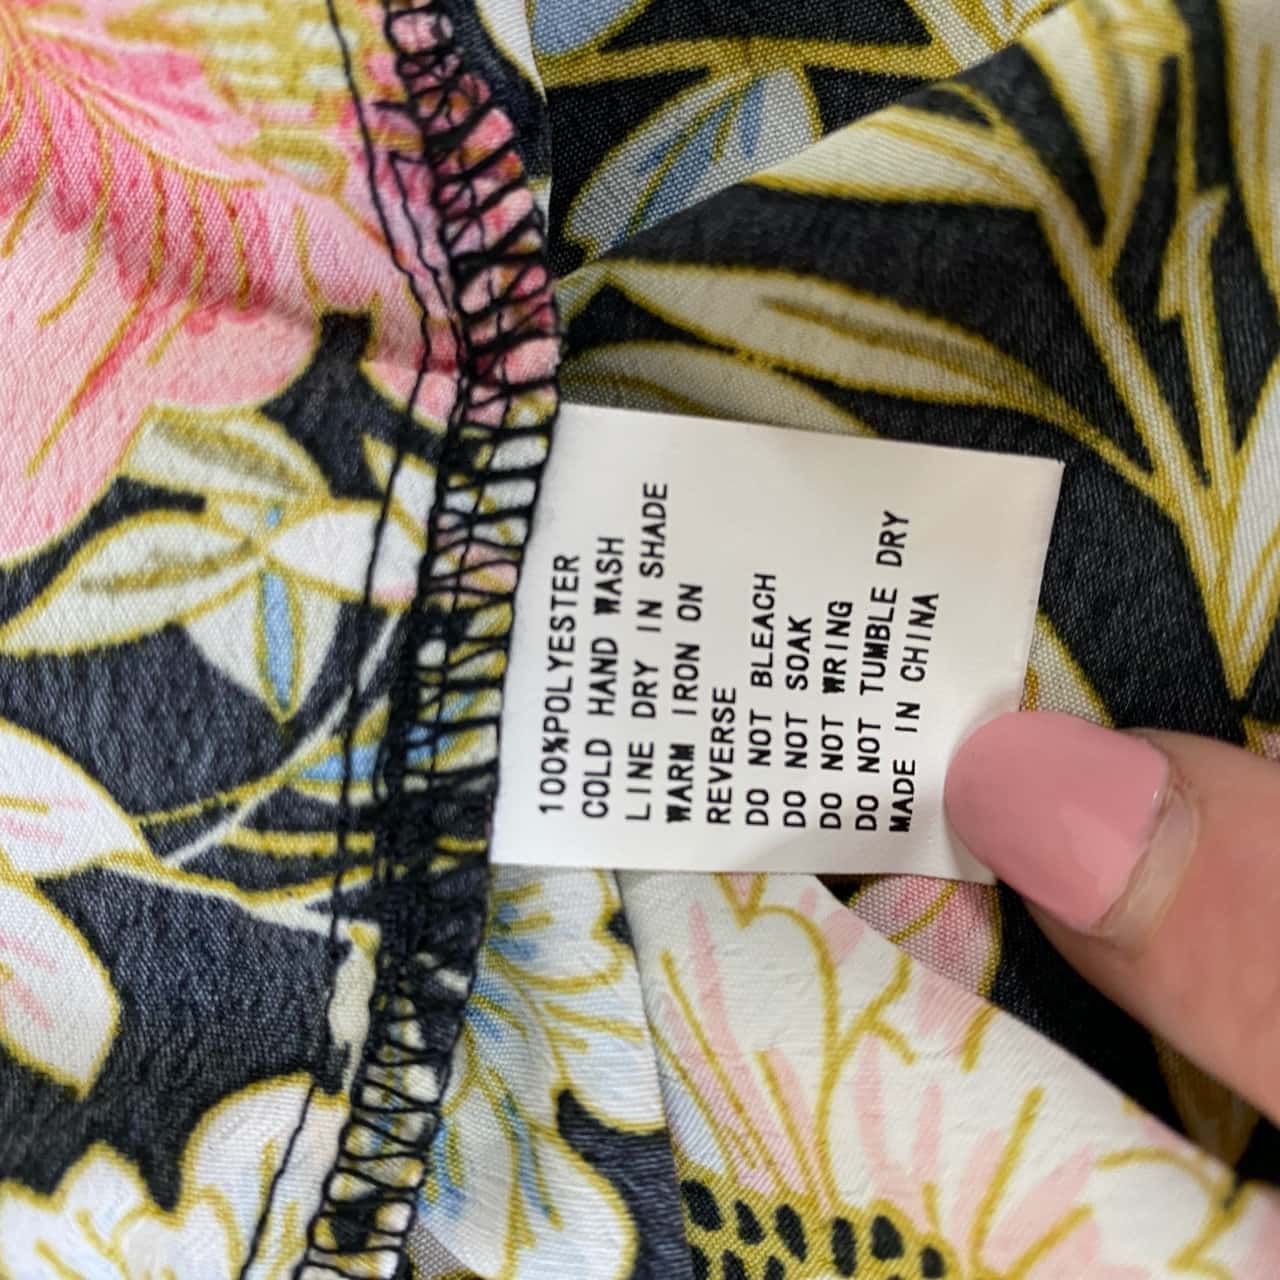 100%POLYESTER
COLD HAND WASH
LINE DRY IN SHADE
WARM IRON ON
REVERSE
DO NOT BLEACH
DO NOT SOAK
DO NOT WRING
DO NOT TUMBLE DRY
MADE IN CHINA